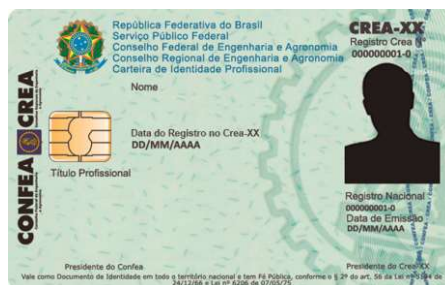 República Federativa do Brasil
Serviço Público Federal
Conselho Federal de Engenharia e Agronomia
Conselho Regional de Engenharia e Agronomia
Carteira de Identidade Profissional
CREA-XX
Registro Crea
000000001-0
Nome
Data do Registro no Crea-XX
DD/MM/AAAA
Título Profissional
CONFEA CREA
Registro Nacional
000000001-0
Data de Emissão
DD/MM/AAAA
Presidente do Confea
Presidente do Crea-XX
Vale como Documento de Identidade em todo o território nacional e tem Fé Pública, conforme o § 2º do art. 56 da Lei nº 5194 de
24/12/66 e Lei nº 6206 de 07/05/75